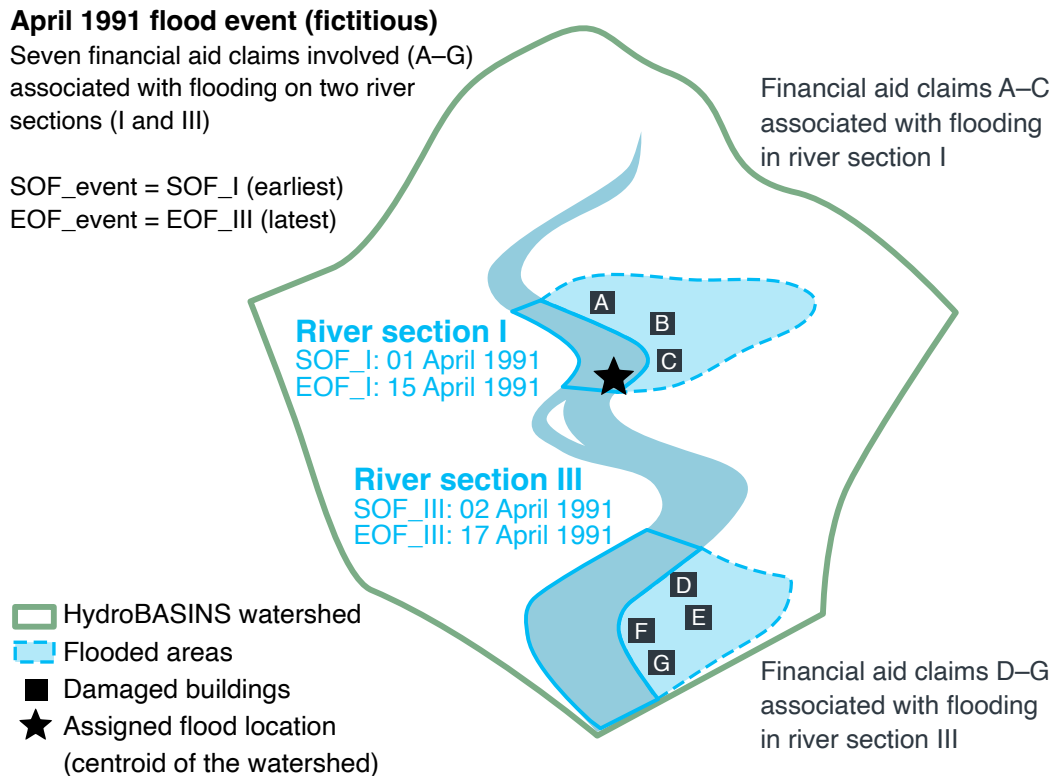 April 1991 flood event (fictitious)
Seven financial aid claims involved (A–G)
associated with flooding on two river
sections (I and III)
SOF_event = SOF_I (earliest)
EOF_event = EOF_III (latest)
Financial aid claims A–C
associated with flooding
in river section I
A
B
C
River section I
SOF_I: 01 April 1991
EOF_I: 15 April 1991
River section III
SOF_III: 02 April 1991
EOF_III: 17 April 1991
D
E
F
G
HydroBASINS watershed
Flooded areas
Damaged buildings
Assigned flood location
(centroid of the watershed)
Financial aid claims D–G
associated with flooding
in river section III